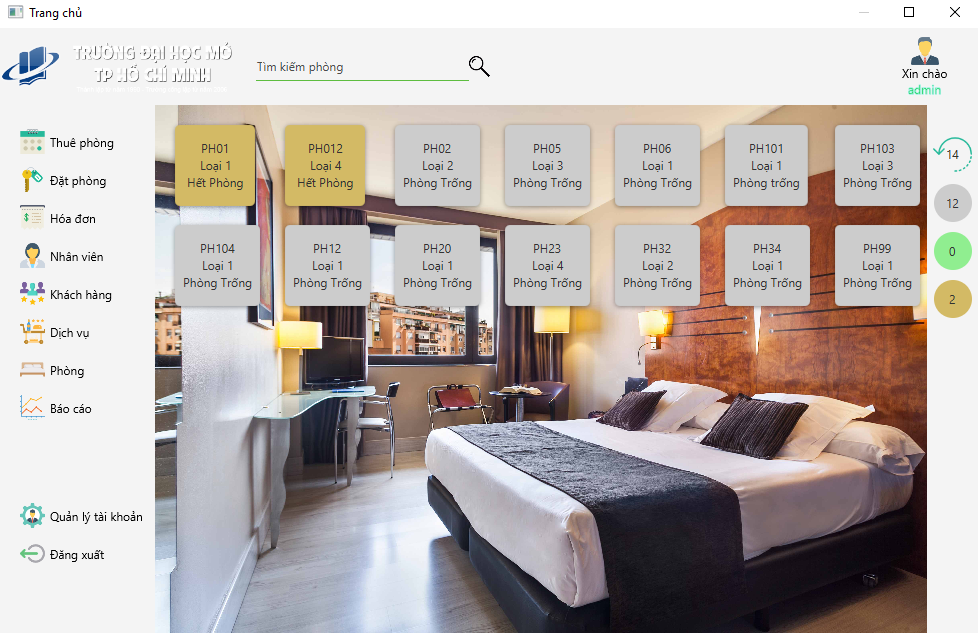 Trang chủ
TRƯỜNG ĐẠI HỌC MỞ
TP HỒ CHÍ MINH
Tìm kiếm phòng
Xin chào
admin
Thuê phòng
Đặt phòng
Hóa đơn
Nhân viên
Khách hàng
Dịch vụ
Phòng
Báo cáo
Quản lý tài khoản
Đăng xuất
PH01
Loại 1
Hết Phòng
PH012
Loại 4
Hết Phòng
PH02
Loại 2
Phòng Trống
PH05
Loại 3
Phòng Trống
PH06
Loại 1
Phòng Trống
PH101
Loại 1
Phòng trống
PH103
Loại 3
Phòng Trống
PH104
Loại 1
Phòng Trống
PH12
Loại 1
Phòng Trống
PH20
Loại 1
Phòng Trống
PH23
Loại 4
Phòng Trống
PH32
Loại 2
Phòng Trống
PH34
Loại 1
Phòng Trống
PH99
Loại 1
Phòng Trống
14
12
0
2